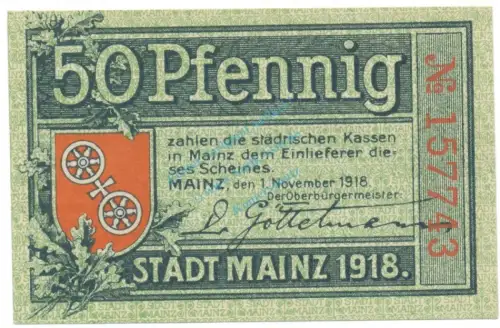 50 Pfennig
zahlen die städtischen Kassen
in Mainz dem Einlieferer die-
ses Scheines.
MAINZ, den 1. November 1918.
Der Oberbürgermeister
Göttelmann
STADT MAINZ 1918.
№ 157743